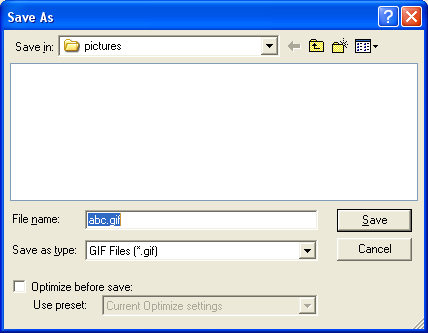 Save As
Save in: pictures
File name: abc.gif Save
Save as type: GIF Files (*.gif) Cancel
Optimize before save:
Use preset: Current Optimize settings